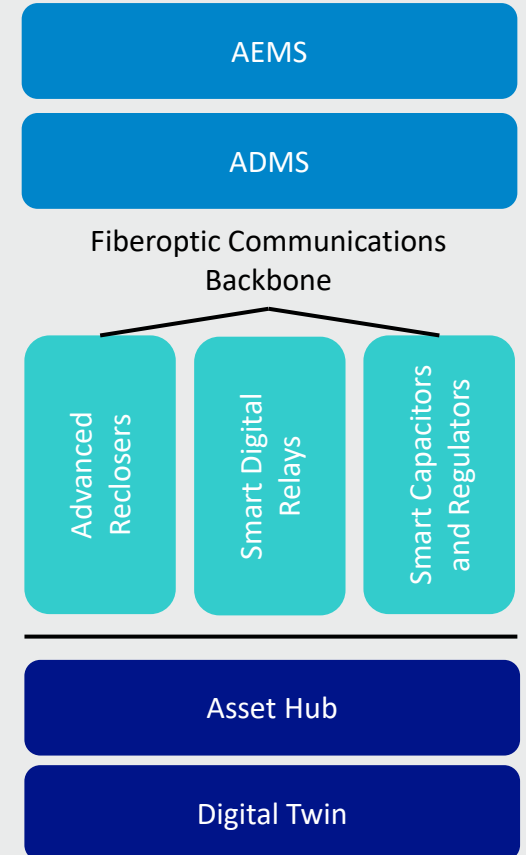 AEMS
ADMS
Fiberoptic Communications
Backbone
Advanced
Reclosers
Smart Digital
Relays
Smart Capacitors
and Regulators
Asset Hub
Digital Twin